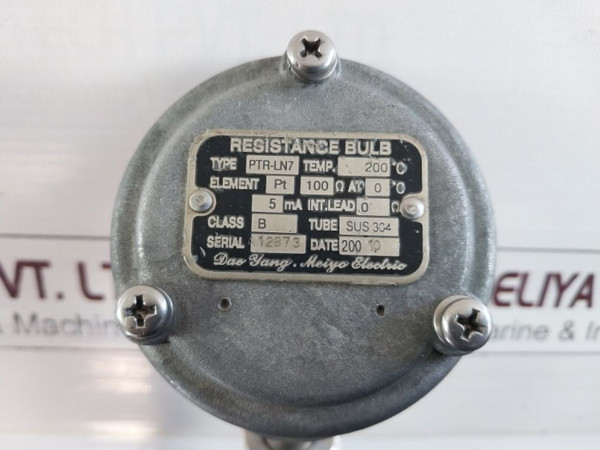 RESISTANCE BULB
TYPE PTR-LN7 TEMP. 200 °C
ELEMENT Pt 100 Ω AT 0 °C
5 mA INT.LEAD 0 Ω
CLASS B TUBE SUS 304
SERIAL 12873 DATE 200 10
Dae Yang . Meiyo Electric
VT. LT
ELIYA
& Machin
arine & In